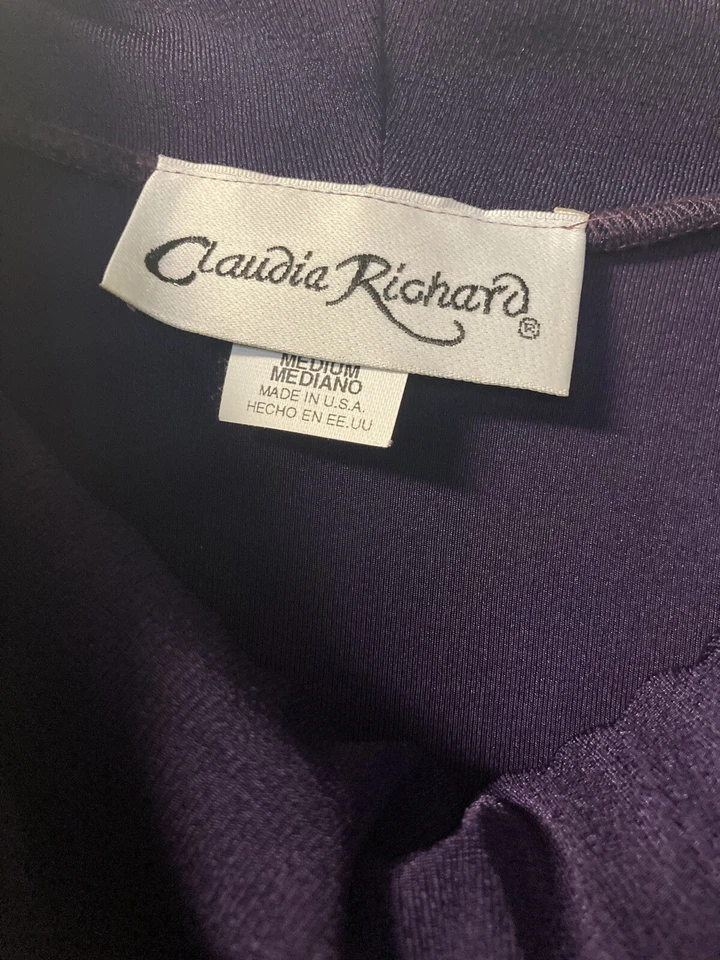 Claudia Richard®
MEDIUM
MEDIANO
MADE IN U.S.A.
HECHO EN EE.UU